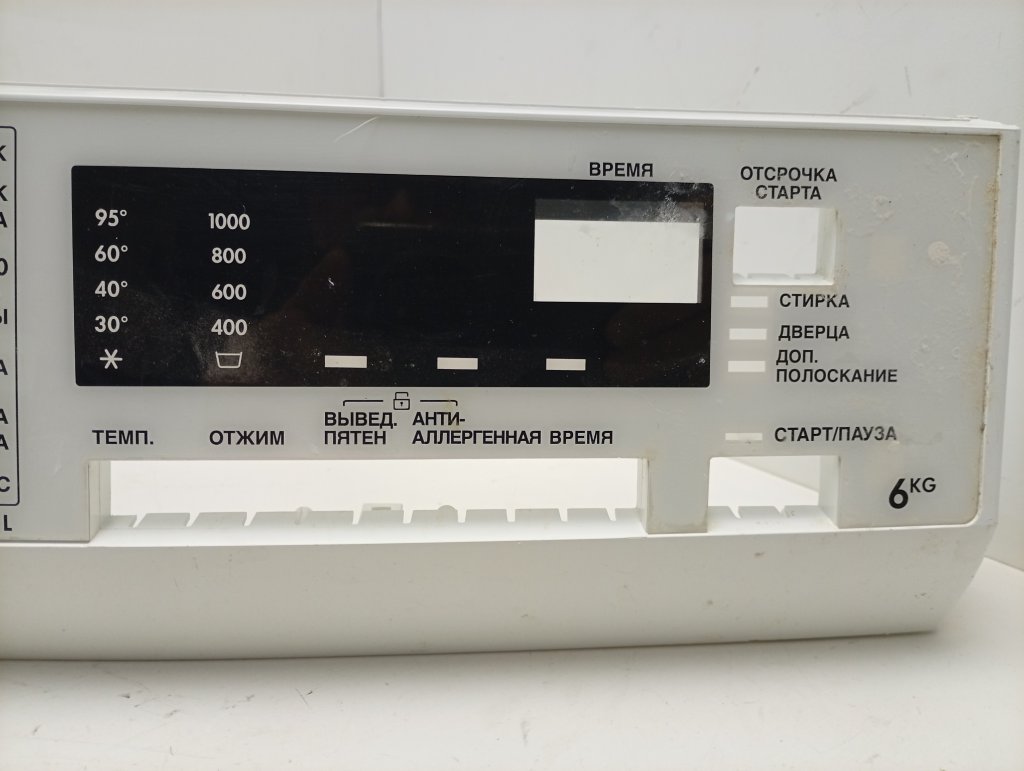 К
К
А
0
Ы
А
А
А
С
L
ВРЕМЯ
95°
60°
40°
30°
1000
800
600
400
ОТСРОЧКА
СТАРТА
СТИРКА
ДВЕРЦА
ДОП.
ПОЛОСКАНИЕ
СТАРТ/ПАУЗА
ТЕМП.
ОТЖИМ
ВЫВЕД.
ПЯТЕН
АНТИ-
АЛЛЕРГЕННАЯ
ВРЕМЯ
6KG